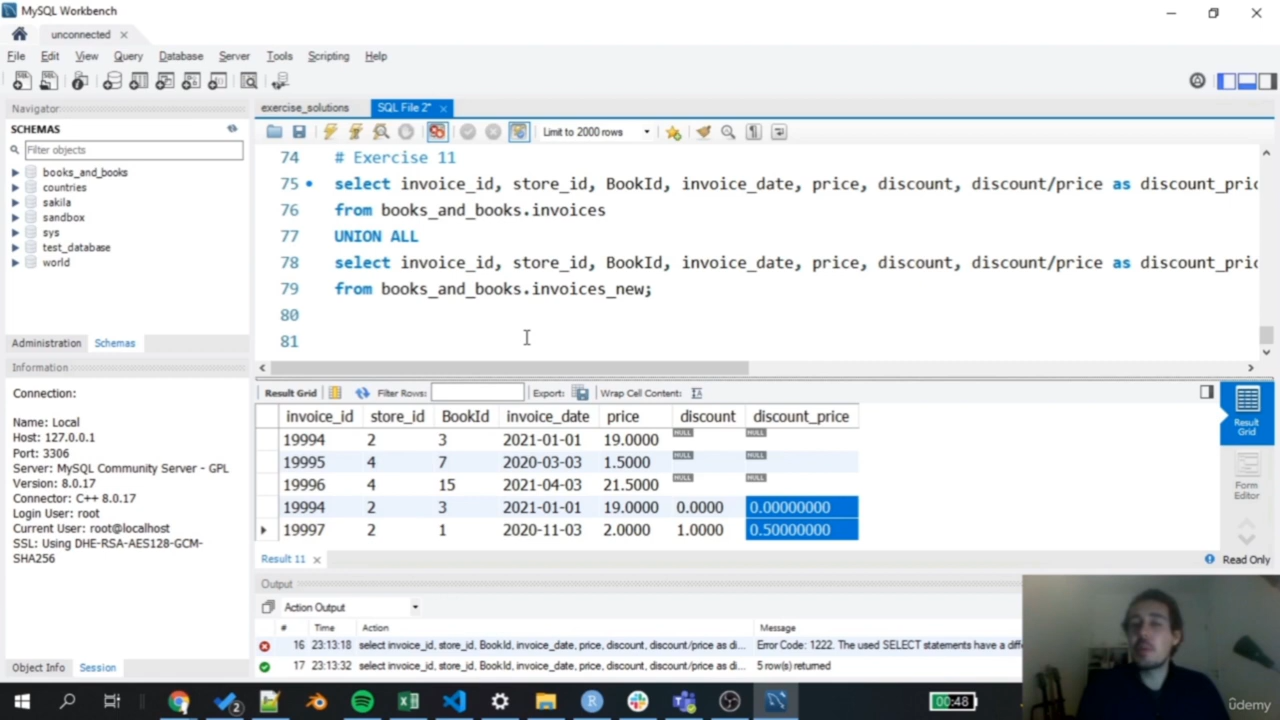 MySQL Workbench
unconnected
File Edit View Query Database Server Tools Scripting Help
Navigator
SCHEMAS
Filter objects
books_and_books
countries
sakila
sandbox
sys
test_database
world
Administration Schemas
Information
Connection:
Name: Local
Host: 127.0.0.1
Port: 3306
Server: MySQL Community Server - GPL
Version: 8.0.17
Connector: C++ 8.0.17
Login User: root
Current User: root@localhost
SSL: Using DHE-RSA-AES128-GCM-
SHA256
Object Info Session
exercise_solutions SQL File 2*
Limit to 2000 rows
74 # Exercise 11
75 select invoice_id, store_id, BookId, invoice_date, price, discount, discount/price as discount_pric
76 from books_and_books.invoices
77 UNION ALL
78 select invoice_id, store_id, BookId, invoice_date, price, discount, discount/price as discount_pric
79 from books_and_books.invoices_new;
80
81
Result Grid Filter Rows: Export: Wrap Cell Content:
invoice_id store_id BookId invoice_date price discount discount_price
19994 2 3 2021-01-01 19.0000 NULL NULL
19995 4 7 2020-03-03 1.5000 NULL NULL
19996 4 15 2021-04-03 21.5000 NULL NULL
19994 2 3 2021-01-01 19.0000 0.0000 0.00000000
19997 2 1 2020-11-03 2.0000 1.0000 0.50000000
Result
Grid
Form
Editor
Result 11
Read Only
Output
Action Output
# Time Action Message
16 23:13:18 select invoice_id, store_id, BookId, invoice_date, price, discount, discount/price as di... Error Code: 1222. The used SELECT statements have a diff
17 23:13:32 select invoice_id, store_id, BookId, invoice_date, price, discount, discount/price as di... 5 row(s) returned
2
00:48
ûdemy